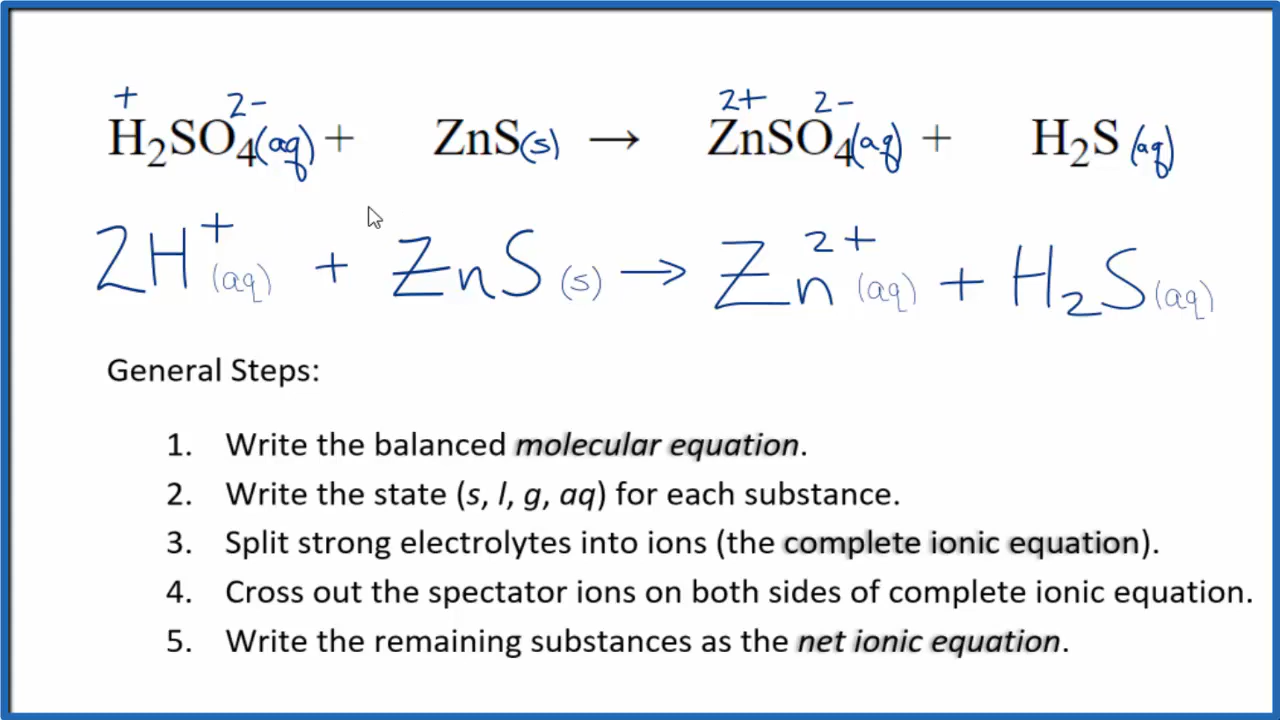 + 2- 2+ 2-
H₂SO₄(aq) + ZnS(s) → ZnSO₄(aq) + H₂S(aq)
2H⁺(aq) + ZnS(s) → Zn²⁺(aq) + H₂S(aq)
General Steps:
1. Write the balanced molecular equation.
2. Write the state (s, l, g, aq) for each substance.
3. Split strong electrolytes into ions (the complete ionic equation).
4. Cross out the spectator ions on both sides of complete ionic equation.
5. Write the remaining substances as the net ionic equation.